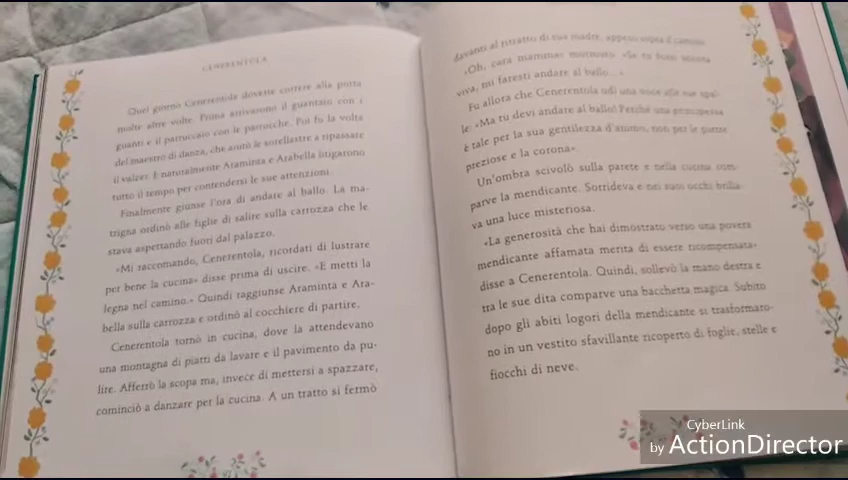 CENERENTOLA
Quel giorno Cenerentola dovette correre alla porta
molte altre volte. Prima arrivarono il guantaio con i
guanti e il parruccaio con le parrucche. Poi fu la volta
del maestro di danza, che aiutò le sorellastre a ripassare
il valzer. E naturalmente Araminta e Arabella litigarono
tutto il tempo per contendersi le sue attenzioni.
Finalmente giunse l'ora di andare al ballo. La ma-
trigna ordinò alle figlie di salire sulla carrozza che le
stava aspettando fuori dal palazzo.
«Mi raccomando, Cenerentola, ricordati di lustrare
per bene la cucina» disse prima di uscire. «E metti la
legna nel camino.» Quindi raggiunse Araminta e Ara-
bella sulla carrozza e ordinò al cocchiere di partire.
Cenerentola tornò in cucina, dove la attendevano
una montagna di piatti da lavare e il pavimento da pu-
lire. Afferrò la scopa ma, invece di mettersi a spazzare,
cominciò a danzare per la cucina. A un tratto si fermò
davanti al ritratto di sua madre, appeso sopra il camino.
«Oh, cara mamma» mormorò «Se tu fossi ancora
viva, mi faresti andare al ballo...»
Fu allora che Cenerentola udì una voce alle sue spal-
le: «Ma tu devi andare al ballo! Perché una principessa
è tale per la sua gentilezza d'animo, non per le pietre
preziose e la corona».
Un'ombra scivolò sulla parete e nella cucina com-
parve la mendicante. Sorrideva e nei suoi occhi brilla-
va una luce misteriosa.
«La generosità che hai dimostrato verso una povera
mendicante affamata merita di essere ricompensata»
disse a Cenerentola. Quindi, sollevò la mano destra e
tra le sue dita comparve una bacchetta magica. Subito
dopo gli abiti logori della mendicante si trasformaro-
no in un vestito sfavillante ricoperto di foglie, stelle e
fiocchi di neve.
CyberLink
by ActionDirector